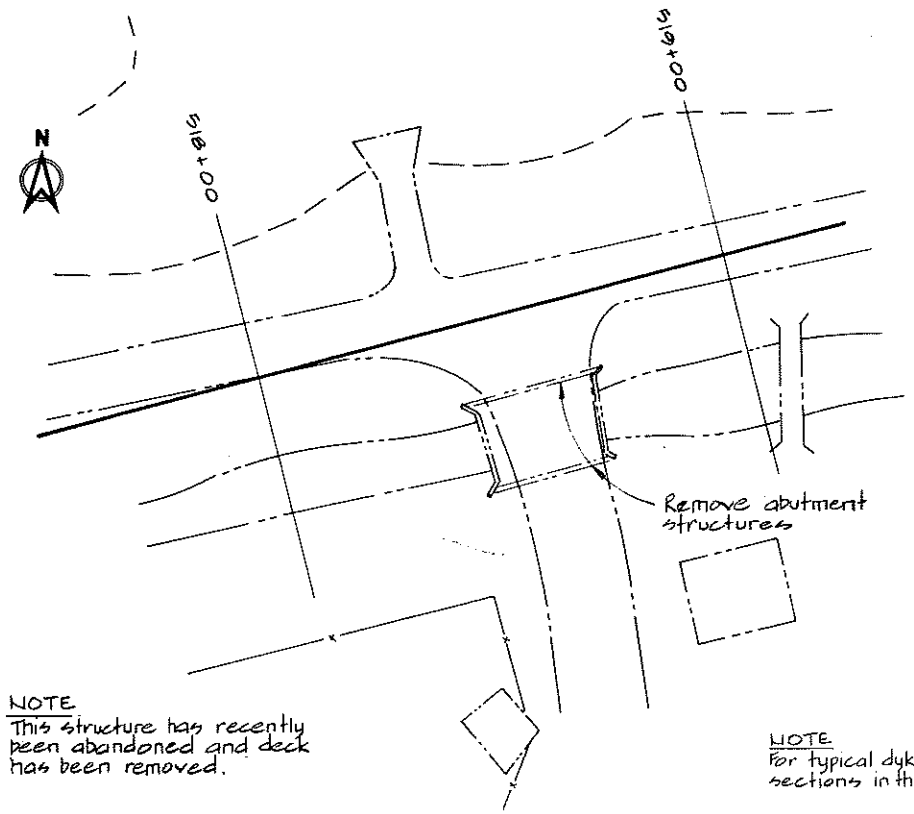 518+00
519+00
N
Remove abutment
structures
NOTE
This structure has recently
been abandoned and deck
has been removed.
NOTE
For typical dyk
sections in th